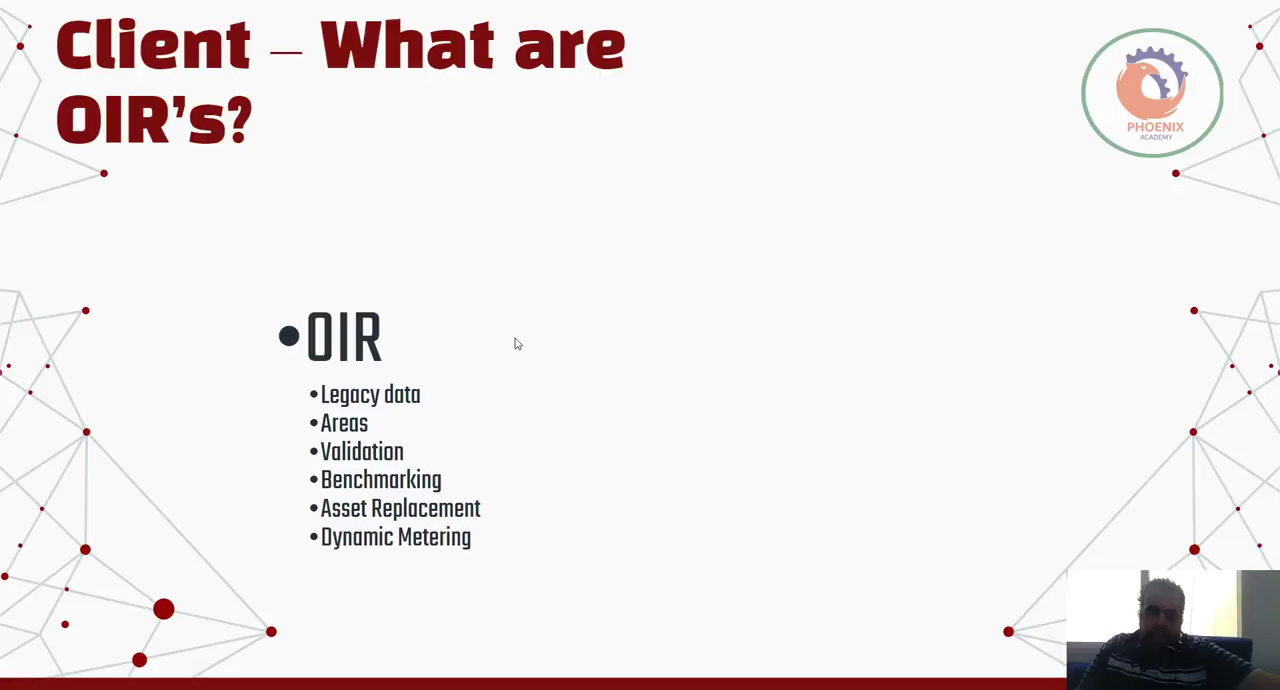 Client – What are
OIR's?
PHOENIX
ACADEMY
•OIR
•Legacy data
•Areas
•Validation
•Benchmarking
•Asset Replacement
•Dynamic Metering